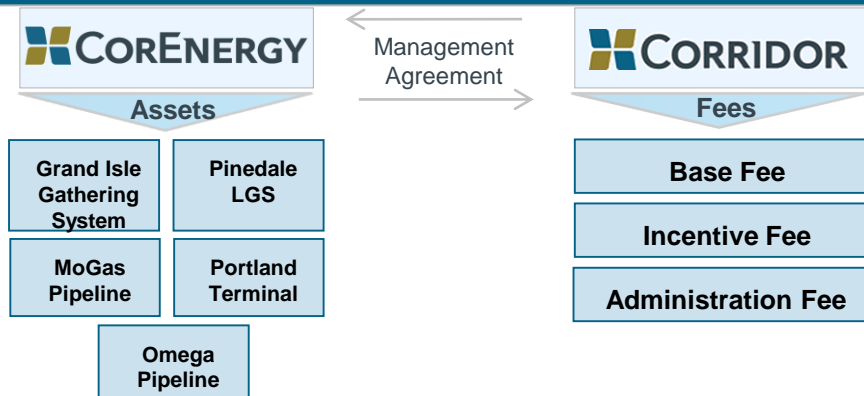 CORENERGY
Management
Agreement
CORRIDOR
Assets
Fees
Grand Isle
Gathering
System
Pinedale
LGS
MoGas
Pipeline
Portland
Terminal
Omega
Pipeline
Base Fee
Incentive Fee
Administration Fee